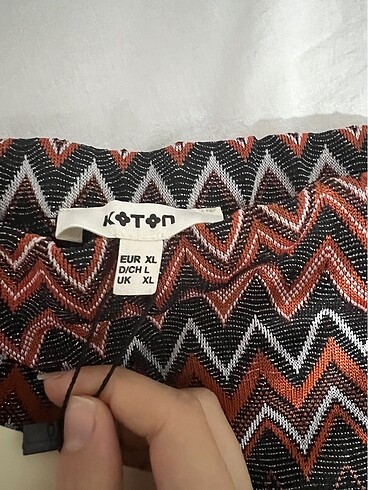 KOTON
EUR XL
D/CH L
UK XL